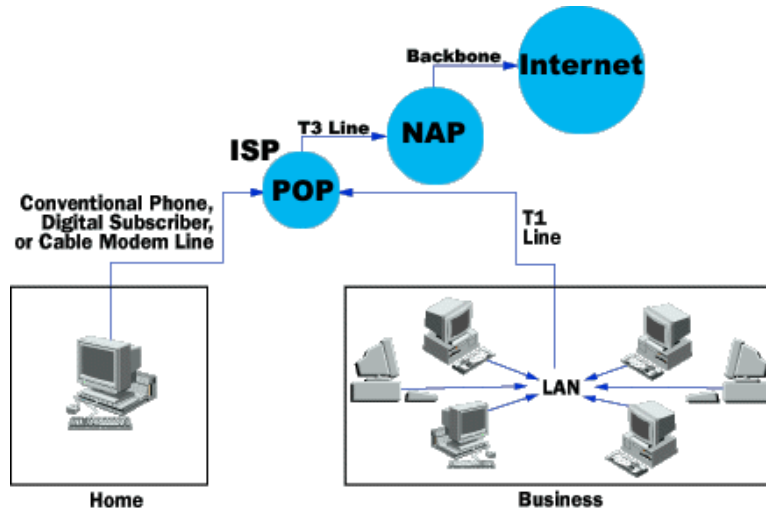 Backbone
Internet
T3 Line
NAP
ISP
POP
Conventional Phone,
Digital Subscriber,
or Cable Modem Line
T1
Line
LAN
Home
Business